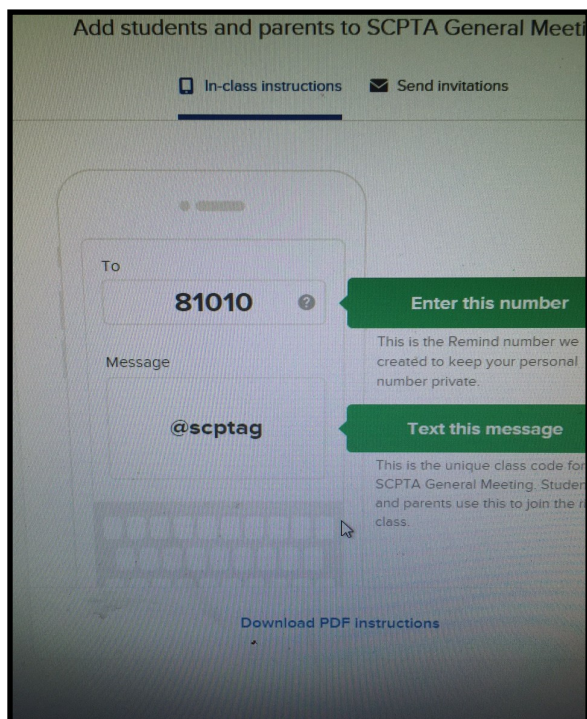 Add students and parents to SCPTA General Meeti
In-class instructions
Send invitations
To
81010
?
Enter this number
This is the Remind number we
created to keep your personal
number private.
Message
@scptag
Text this message
This is the unique class code for
SCPTA General Meeting. Studen
and parents use this to join the r
class.
Download PDF instructions